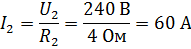 I₂ = U₂/R₂ = 240 В/4 Ом = 60 А